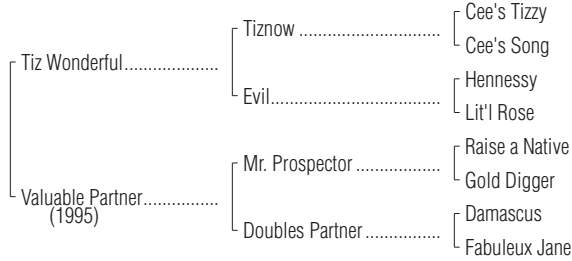 Cee's Tizzy
Tiznow ................................
Cee's Song
Tiz Wonderful.....................
Hennessy
Evil.......................................
Lit'l Rose
Raise a Native
Mr. Prospector ...................
Gold Digger
Valuable Partner.................
(1995)
Damascus
Doubles Partner.................
Fabuleux Jane